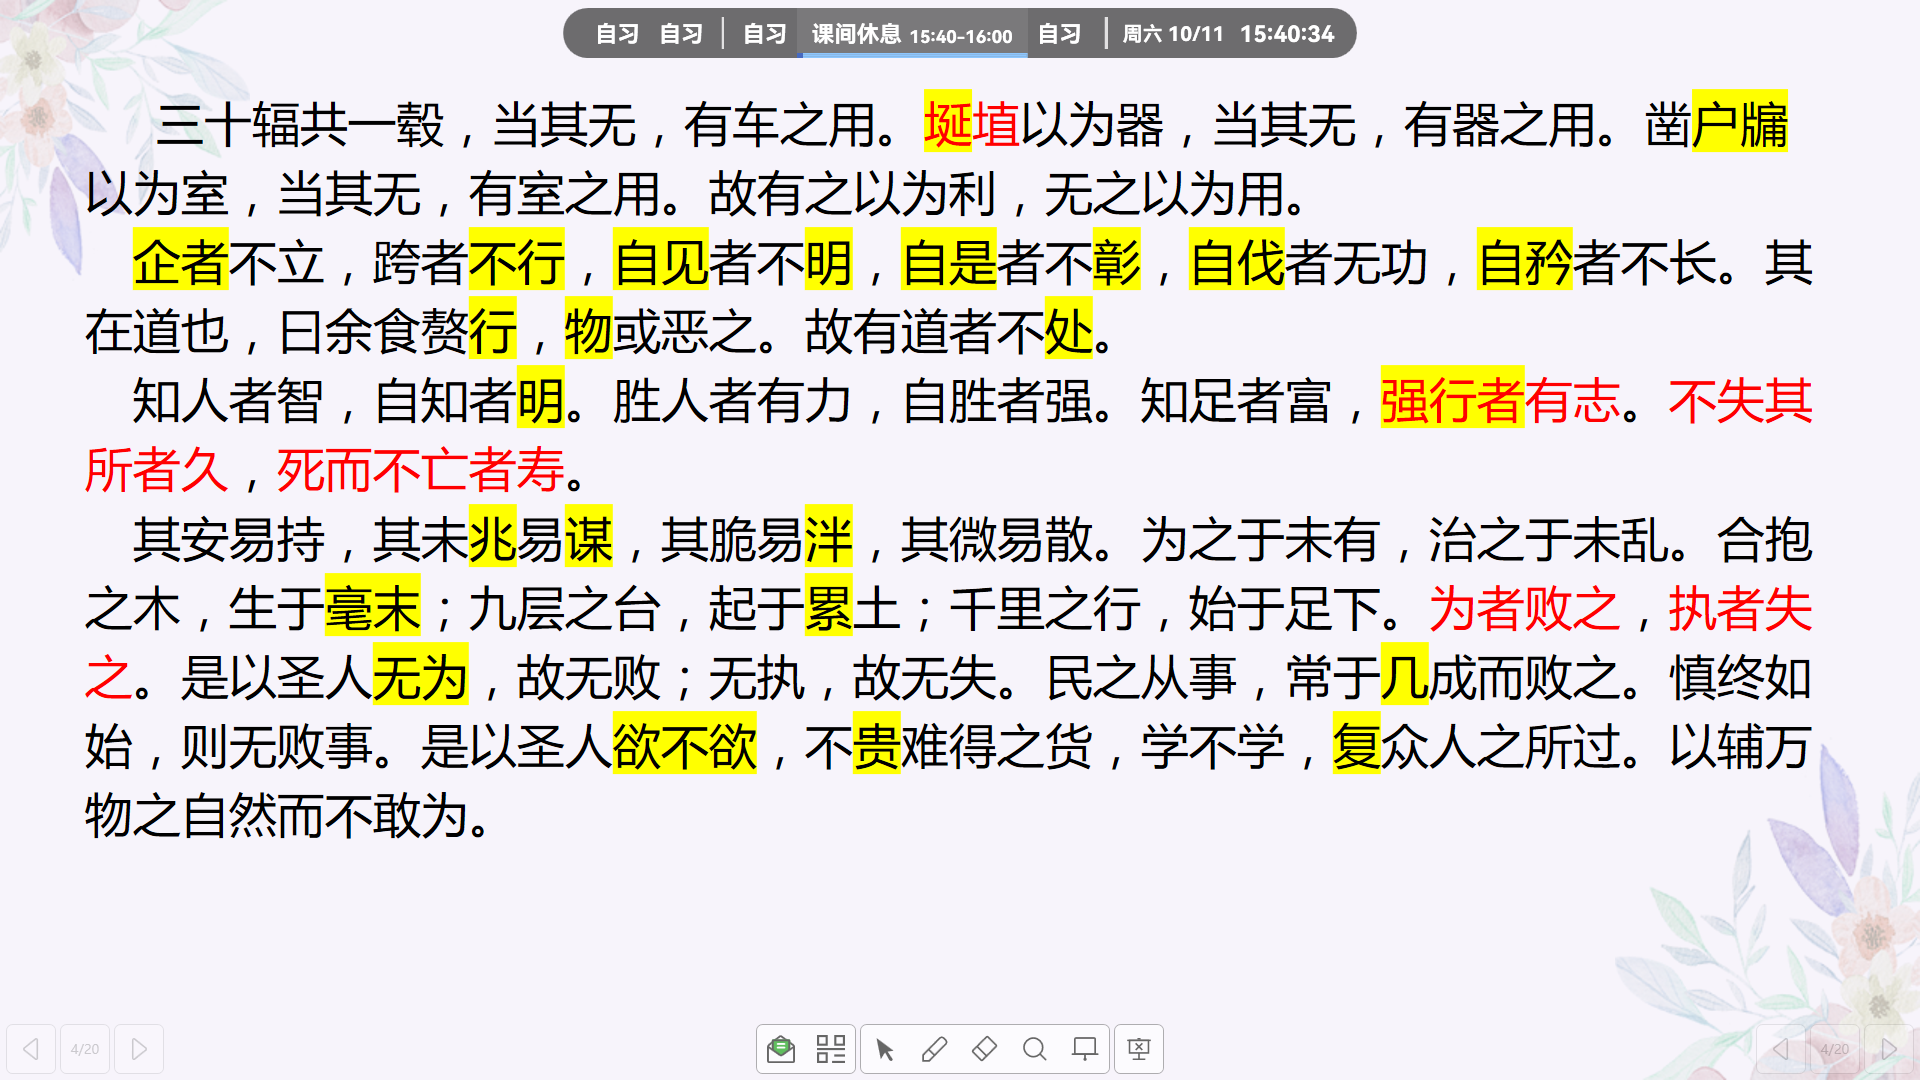 自习 自习 自习 课间休息 15:40-16:00 自习 周六 10/11 15:40:34
三十辐共一毂，当其无，有车之用。埏埴以为器，当其无，有器之用。凿户牖
以为室，当其无，有室之用。故有之以为利，无之以为用。
企者不立，跨者不行，自见者不明，自是者不彰，自伐者无功，自矜者不长。其
在道也，曰余食赘行，物或恶之。故有道者不处。
知人者智，自知者明。胜人者有力，自胜者强。知足者富，强行者有志。不失其
所者久，死而不亡者寿。
其安易持，其未兆易谋，其脆易泮，其微易散。为之于未有，治之于未乱。合抱
之木，生于毫末；九层之台，起于累土；千里之行，始于足下。为者败之，执者失
之。是以圣人无为，故无败；无执，故无失。民之从事，常于几成而败之。慎终如
始，则无败事。是以圣人欲不欲，不贵难得之货，学不学，复众人之所过。以辅万
物之自然而不敢为。
4/20
4/20